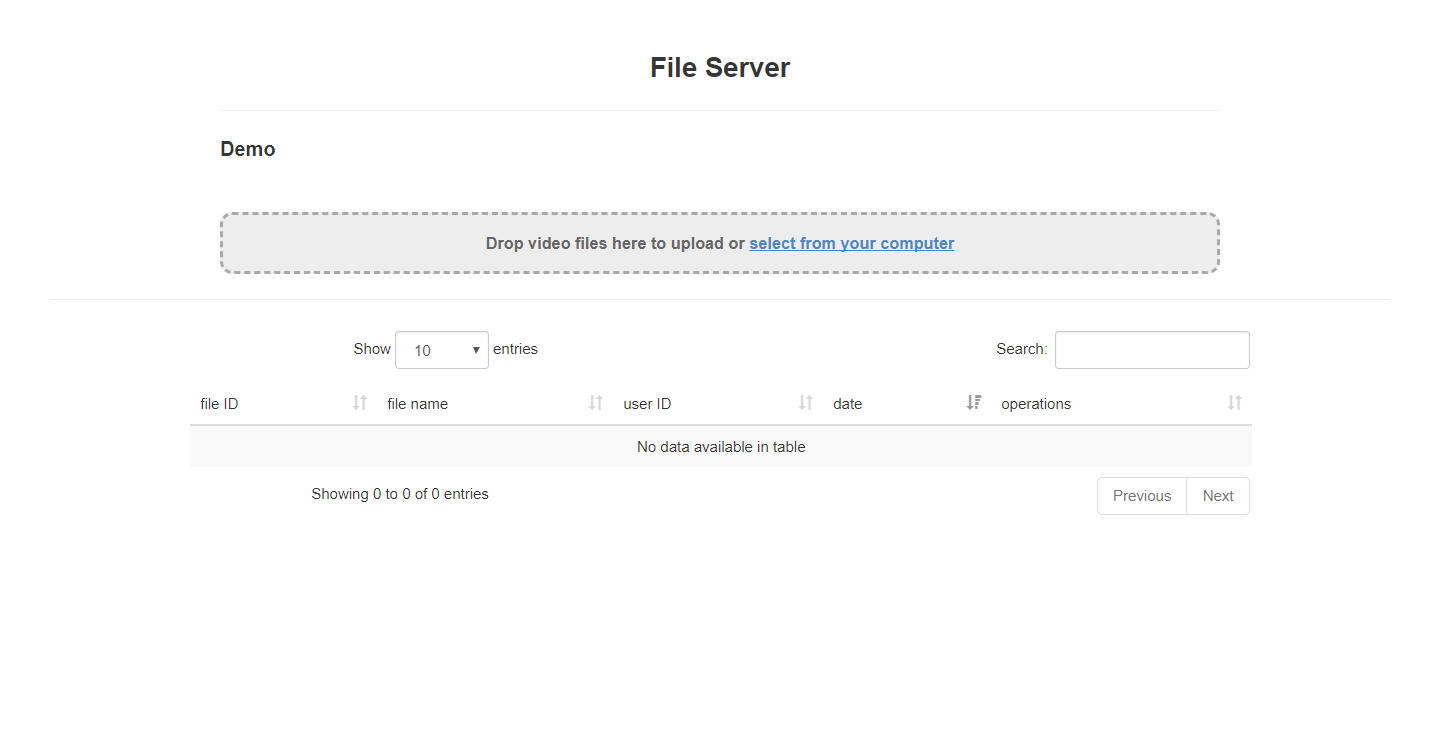 File Server
Demo
Drop video files here to upload or select from your computer
Show 10 entries Search:
file ID file name user ID date operations
No data available in table
Showing 0 to 0 of 0 entries Previous Next